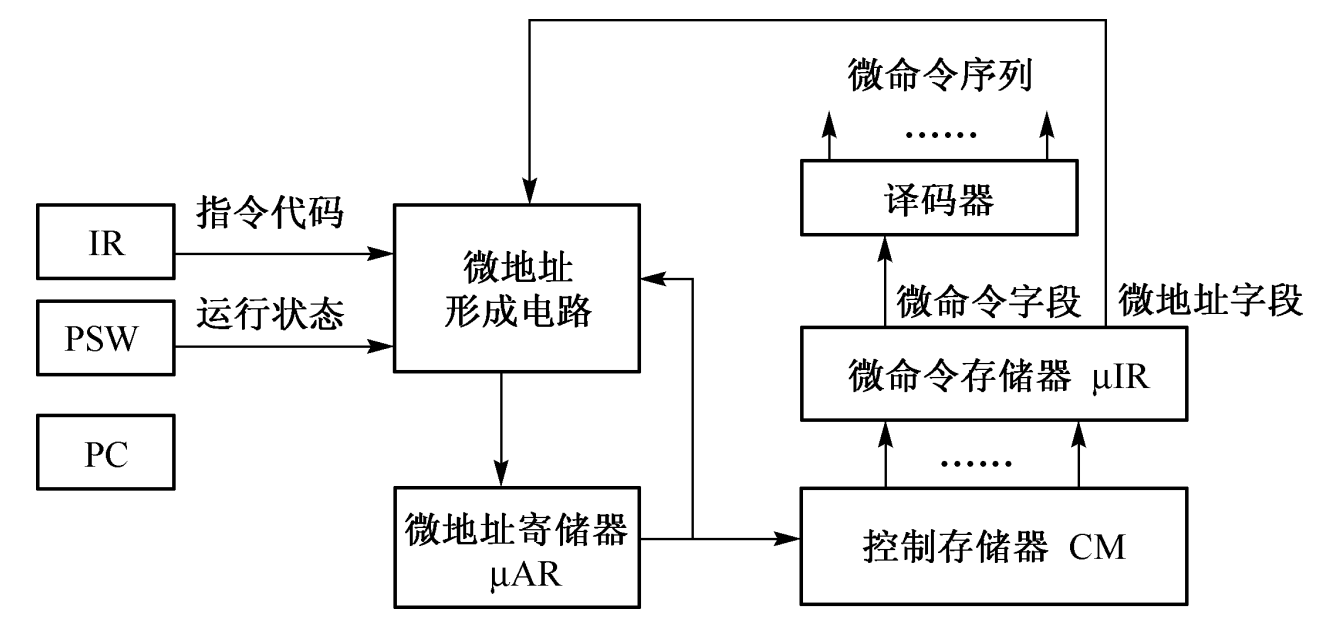 微命令序列
……
译码器
IR
指令代码
微地址
形成电路
PSW
运行状态
微命令字段
微地址字段
微命令存储器 μIR
PC
……
微地址寄储器
μAR
控制存储器 CM